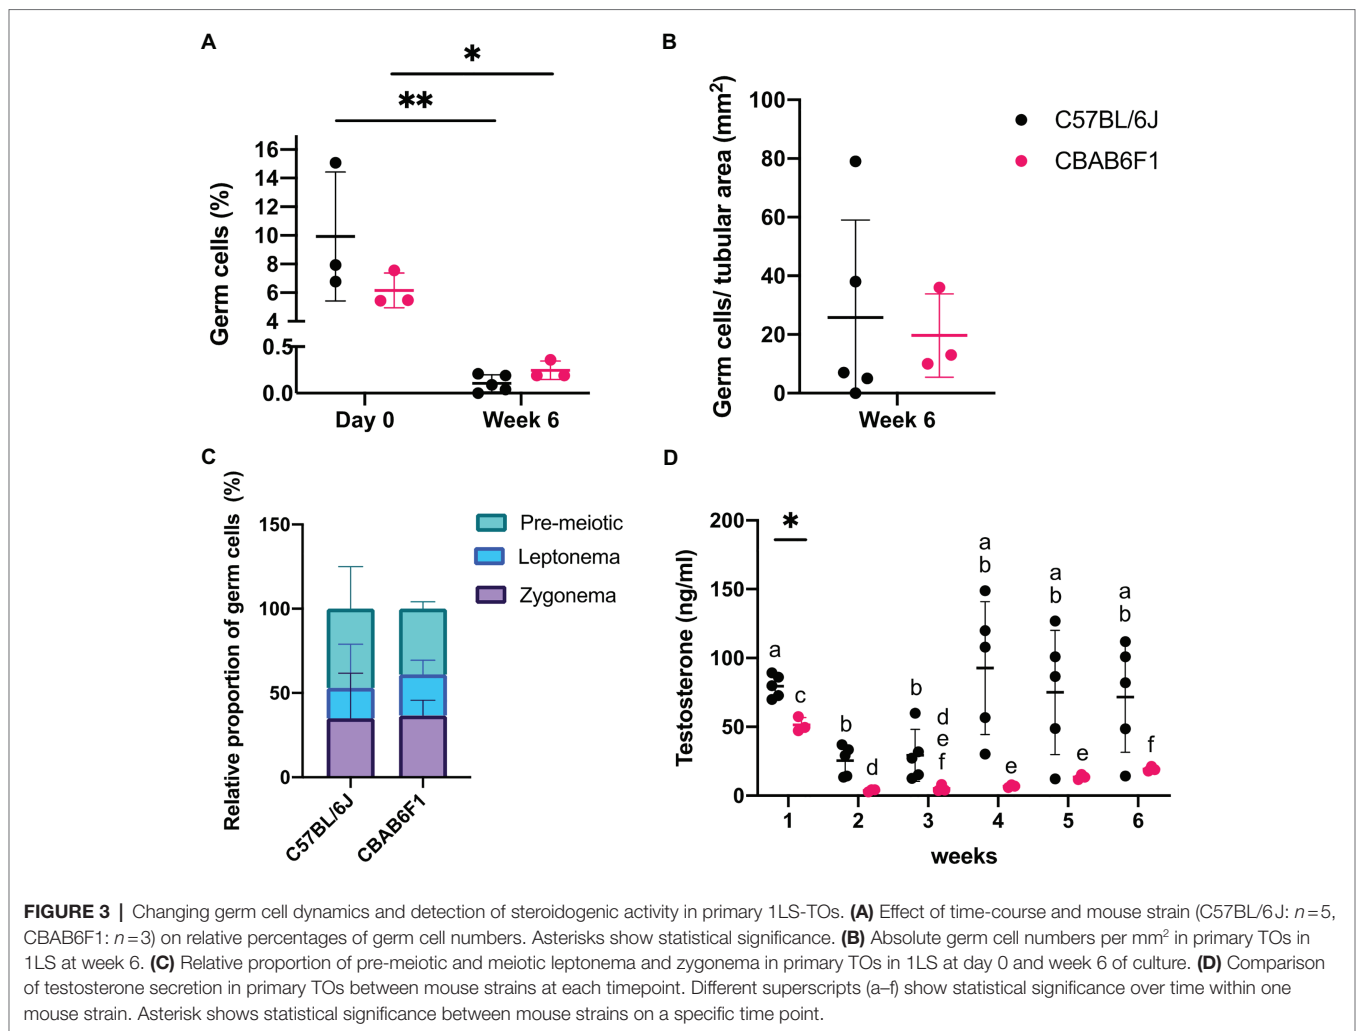 A
*
**
Germ cells (%)
16
14
12
10
8
6
4
0.5
0.0
Day 0
Week 6
B
Germ cells/ tubular area (mm²)
100
80
60
40
20
0
Week 6
C57BL/6J
CBAB6F1
C
Relative proportion of germ cells (%)
150
100
50
0
C57BL/6J
CBAB6F1
Pre-meiotic
Leptonema
Zygonema
D
Testosterone (ng/ml)
200
150
100
50
0
*
a
c
b
d
b
d
e
f
a
b
e
a
b
e
a
b
f
1
2
3
4
5
6
weeks
FIGURE 3 | Changing germ cell dynamics and detection of steroidogenic activity in primary 1LS-TOs. (A) Effect of time-course and mouse strain (C57BL/6J: n=5,
CBAB6F1: n=3) on relative percentages of germ cell numbers. Asterisks show statistical significance. (B) Absolute germ cell numbers per mm² in primary TOs in
1LS at week 6. (C) Relative proportion of pre-meiotic and meiotic leptonema and zygonema in primary TOs in 1LS at day 0 and week 6 of culture. (D) Comparison
of testosterone secretion in primary TOs between mouse strains at each timepoint. Different superscripts (a–f) show statistical significance over time within one
mouse strain. Asterisk shows statistical significance between mouse strains on a specific time point.